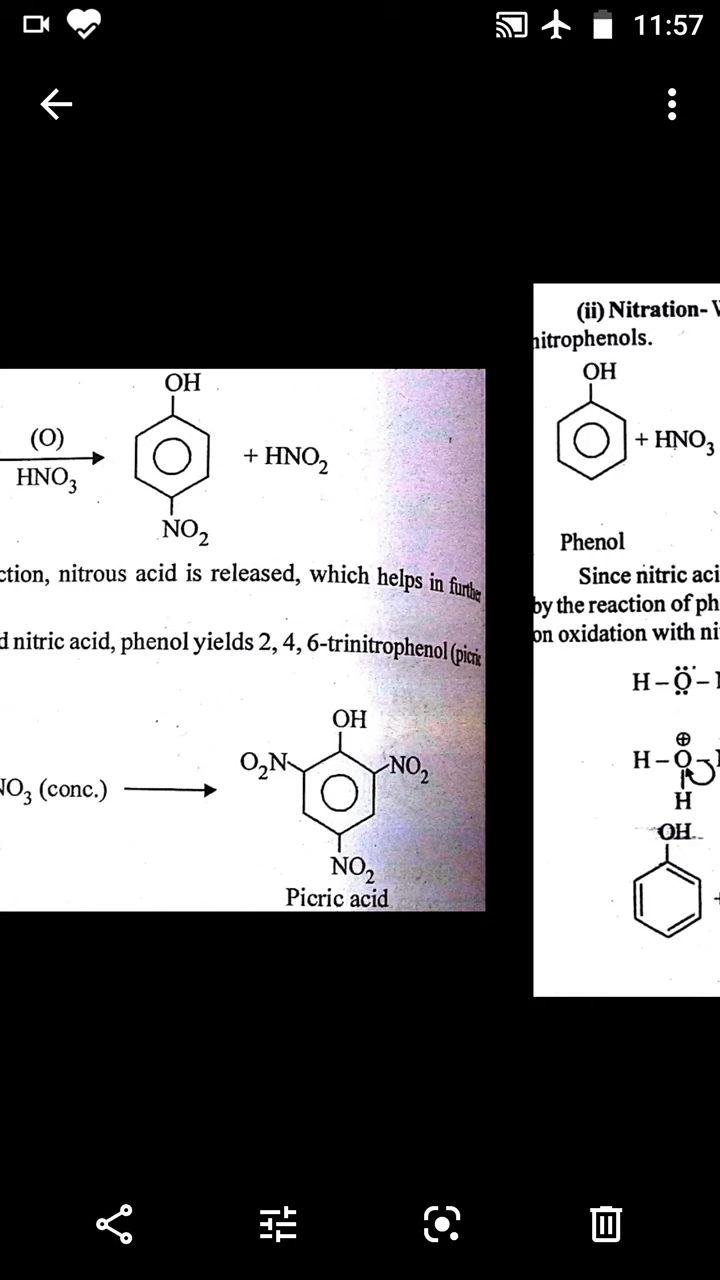 11:57
OH
(O)
HNO3
+ HNO2
NO2
ction, nitrous acid is released, which helps in further
d nitric acid, phenol yields 2, 4, 6-trinitrophenol (picric
OH
O2N
NO2
NO3 (conc.)
NO2
Picric acid
(ii) Nitration-
nitrophenols.
OH
+ HNO3
Phenol
Since nitric aci
by the reaction of ph
on oxidation with ni
H-O-
H-O
⊕
H
OH
+